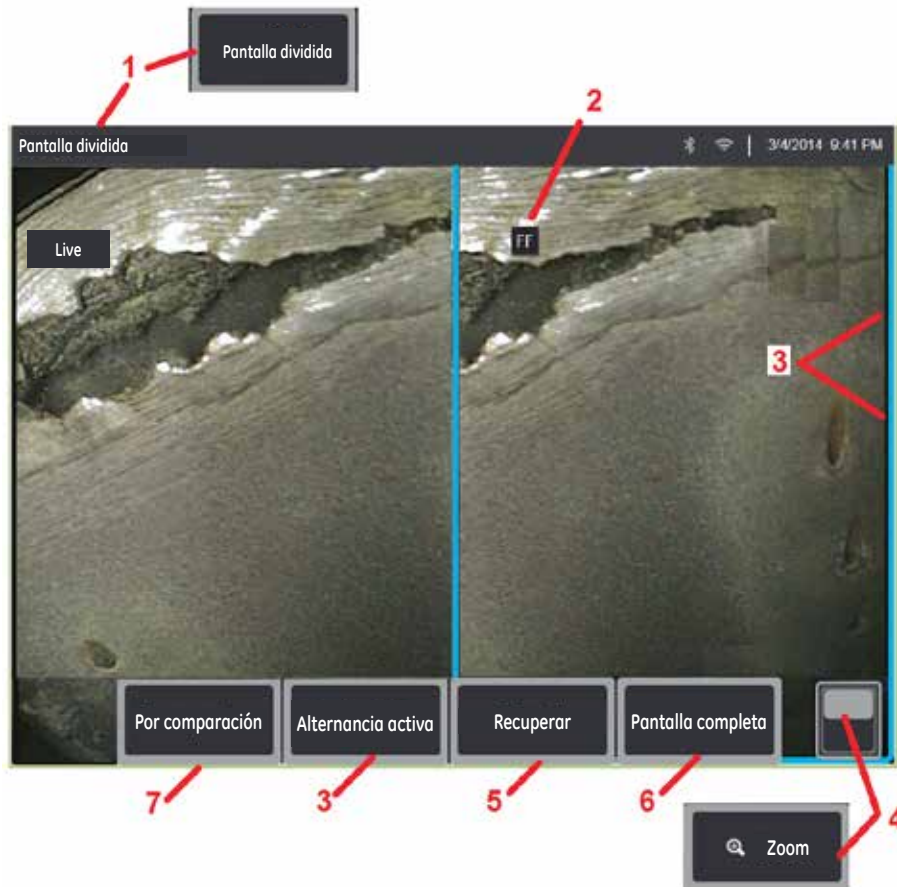 Pantalla dividida
1
2
Pantalla dividida
3/4/2014 9:41 PM
Live
FF
3
Por comparación
Alternancia activa
Recuperar
Pantalla completa
7
3
5
6
4
Zoom